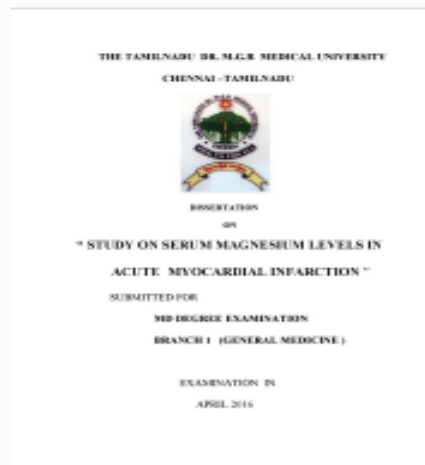 THE TAMILNADU DR. M.G.R. MEDICAL UNIVERSITY
CHENNAI - TAMILNADU
DISSERTATION
ON
" STUDY ON SERUM MAGNESIUM LEVELS IN
ACUTE MYOCARDIAL INFARCTION "
SUBMITTED FOR
MD DEGREE EXAMINATION
BRANCH 1 (GENERAL MEDICINE )
EXAMINATION IN
APRIL 2016